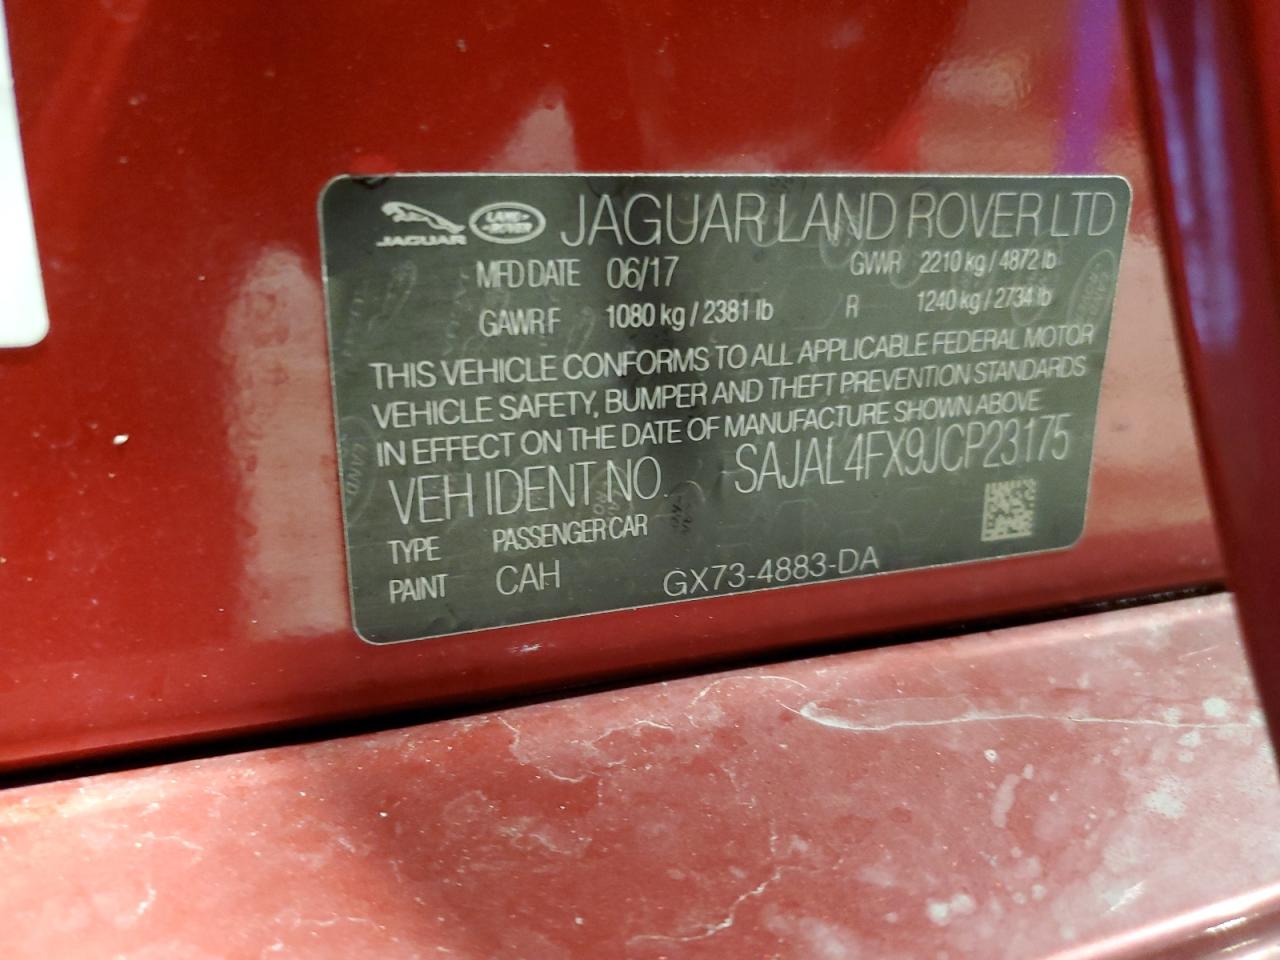 JAGUAR LAND-ROVER JAGUAR LAND ROVER LTD
MFD DATE 06/17 GVWR 2210 kg / 4872 lb
GAWR F 1080 kg / 2381 lb R 1240 kg / 2734 lb
THIS VEHICLE CONFORMS TO ALL APPLICABLE FEDERAL MOTOR
VEHICLE SAFETY, BUMPER AND THEFT PREVENTION STANDARDS
IN EFFECT ON THE DATE OF MANUFACTURE SHOWN ABOVE
VEH IDENT NO. SAJAL4FX9JCP23175
TYPE PASSENGER CAR
PAINT CAH GX73-4883-DA